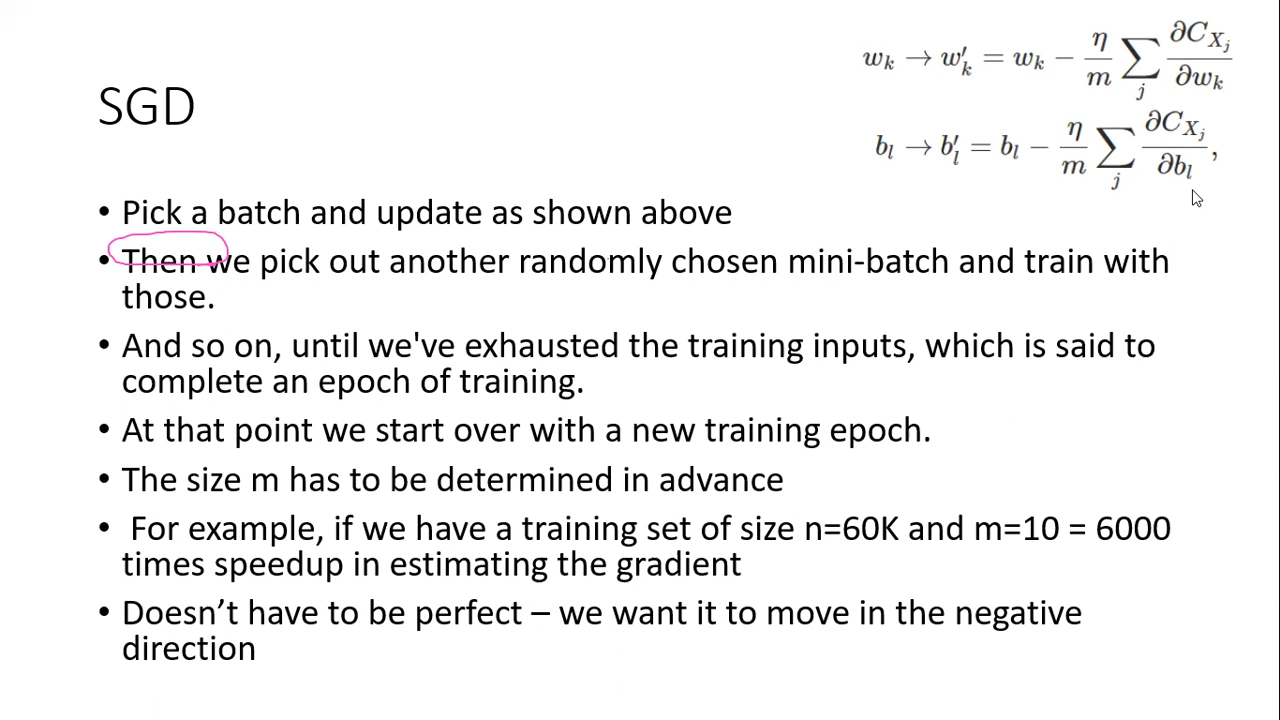 SGD
w_k → w'_k = w_k − η/m ∑_j ∂C_{X_j}/∂w_k
b_l → b'_l = b_l − η/m ∑_j ∂C_{X_j}/∂b_l,
• Pick a batch and update as shown above
• Then we pick out another randomly chosen mini-batch and train with
those.
• And so on, until we've exhausted the training inputs, which is said to
complete an epoch of training.
• At that point we start over with a new training epoch.
• The size m has to be determined in advance
• For example, if we have a training set of size n=60K and m=10 = 6000
times speedup in estimating the gradient
• Doesn’t have to be perfect – we want it to move in the negative
direction